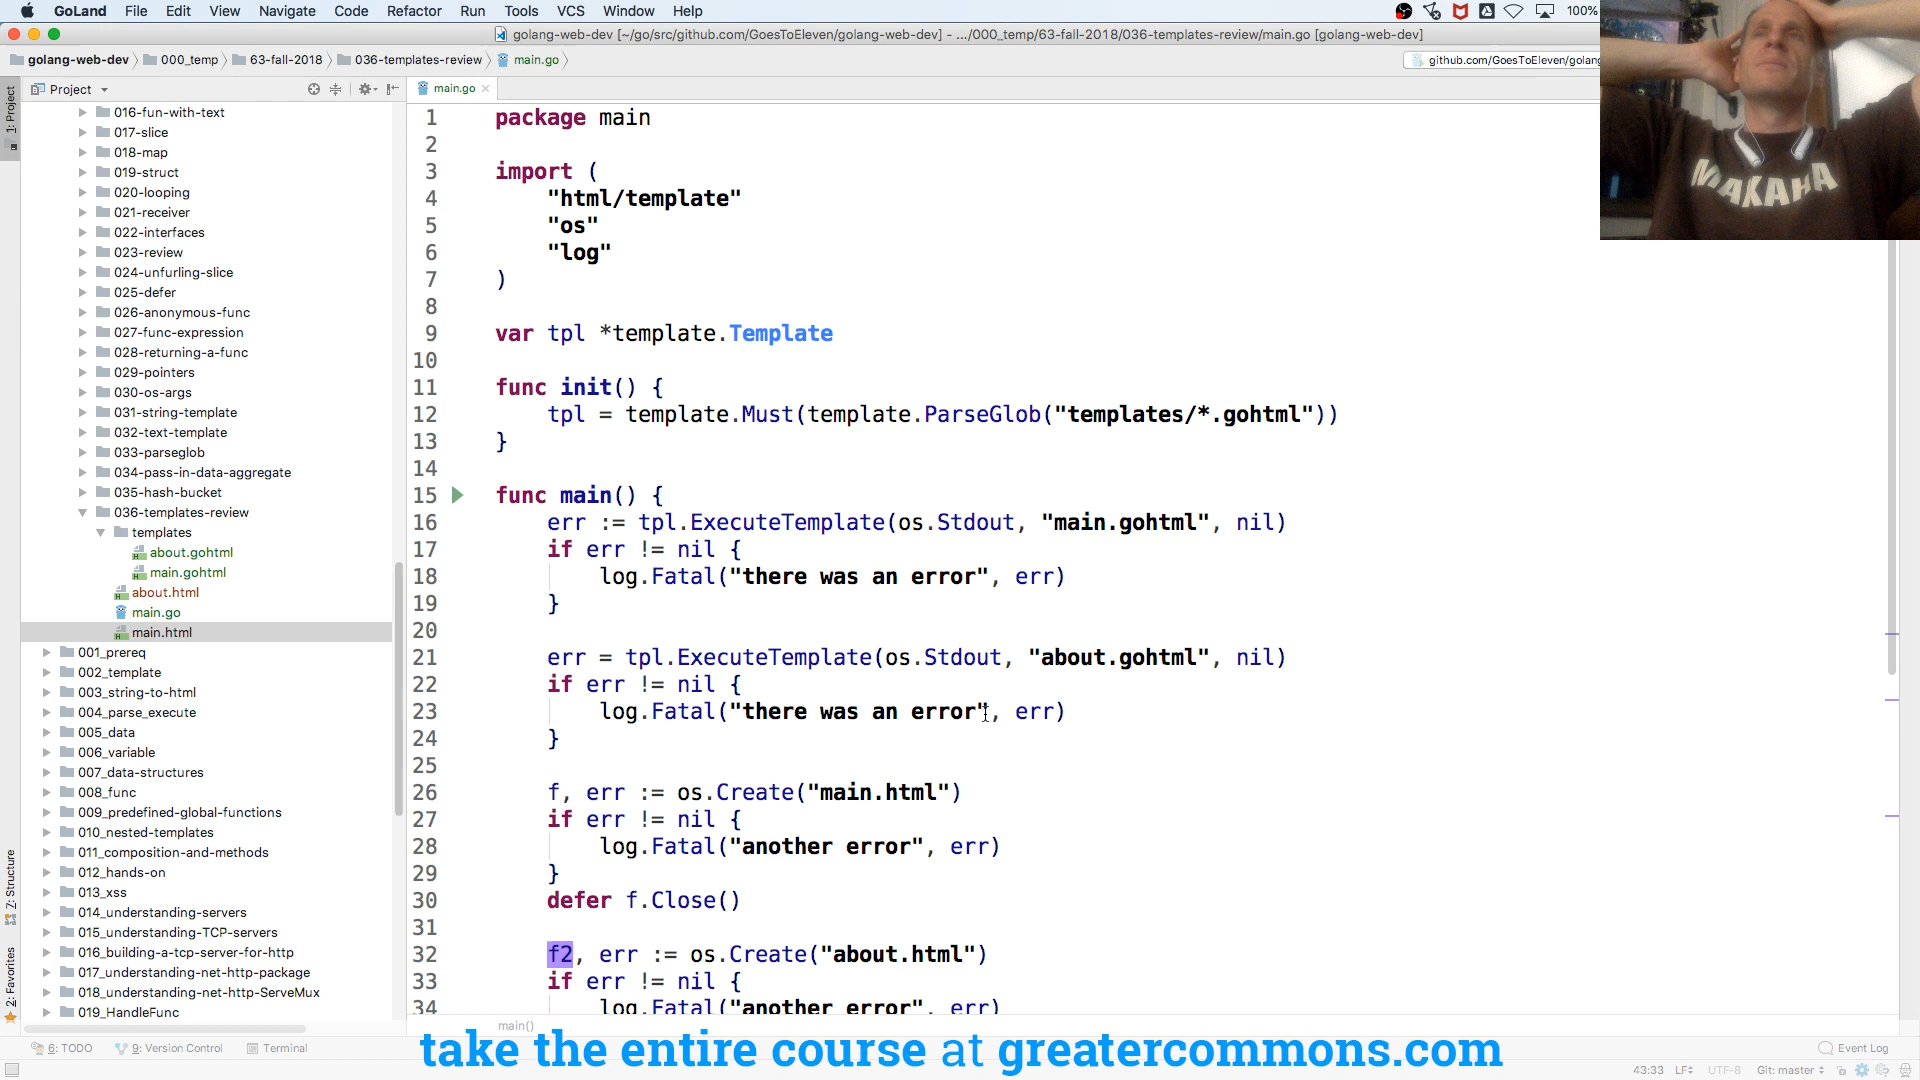 GoLand File Edit View Navigate Code Refactor Run Tools VCS Window Help 100%
golang-web-dev [~/go/src/github.com/GoesToEleven/golang-web-dev] - .../000_temp/63-fall-2018/036-templates-review/main.go [golang-web-dev]
golang-web-dev 000_temp 63-fall-2018 036-templates-review main.go github.com/GoesToEleven/golang
Project main.go
1: Project
016-fun-with-text
017-slice
018-map
019-struct
020-looping
021-receiver
022-interfaces
023-review
024-unfurling-slice
025-defer
026-anonymous-func
027-func-expression
028-returning-a-func
029-pointers
030-os-args
031-string-template
032-text-template
033-parseglob
034-pass-in-data-aggregate
035-hash-bucket
036-templates-review
templates
about.gohtml
main.gohtml
about.html
main.go
main.html
001_prereq
002_template
003_string-to-html
004_parse_execute
005_data
006_variable
007_data-structures
008_func
009_predefined-global-functions
010_nested-templates
011_composition-and-methods
012_hands-on
013_xss
014_understanding-servers
015_understanding-TCP-servers
016_building-a-tcp-server-for-http
017_understanding-net-http-package
018_understanding-net-http-ServeMux
019_HandleFunc
7: Structure
2: Favorites
1 package main
2
3 import (
4 "html/template"
5 "os"
6 "log"
7 )
8
9 var tpl *template.Template
10
11 func init() {
12 tpl = template.Must(template.ParseGlob("templates/*.gohtml"))
13 }
14
15 func main() {
16 err := tpl.ExecuteTemplate(os.Stdout, "main.gohtml", nil)
17 if err != nil {
18 log.Fatal("there was an error", err)
19 }
20
21 err = tpl.ExecuteTemplate(os.Stdout, "about.gohtml", nil)
22 if err != nil {
23 log.Fatal("there was an error", err)
24 }
25
26 f, err := os.Create("main.html")
27 if err != nil {
28 log.Fatal("another error", err)
29 }
30 defer f.Close()
31
32 f2, err := os.Create("about.html")
33 if err != nil {
34 log.Fatal("another error", err)
main()
MAKAHA
take the entire course at greatercommons.com
6: TODO 9: Version Control Terminal Event Log
43:33 LF UTF-8 Git: master